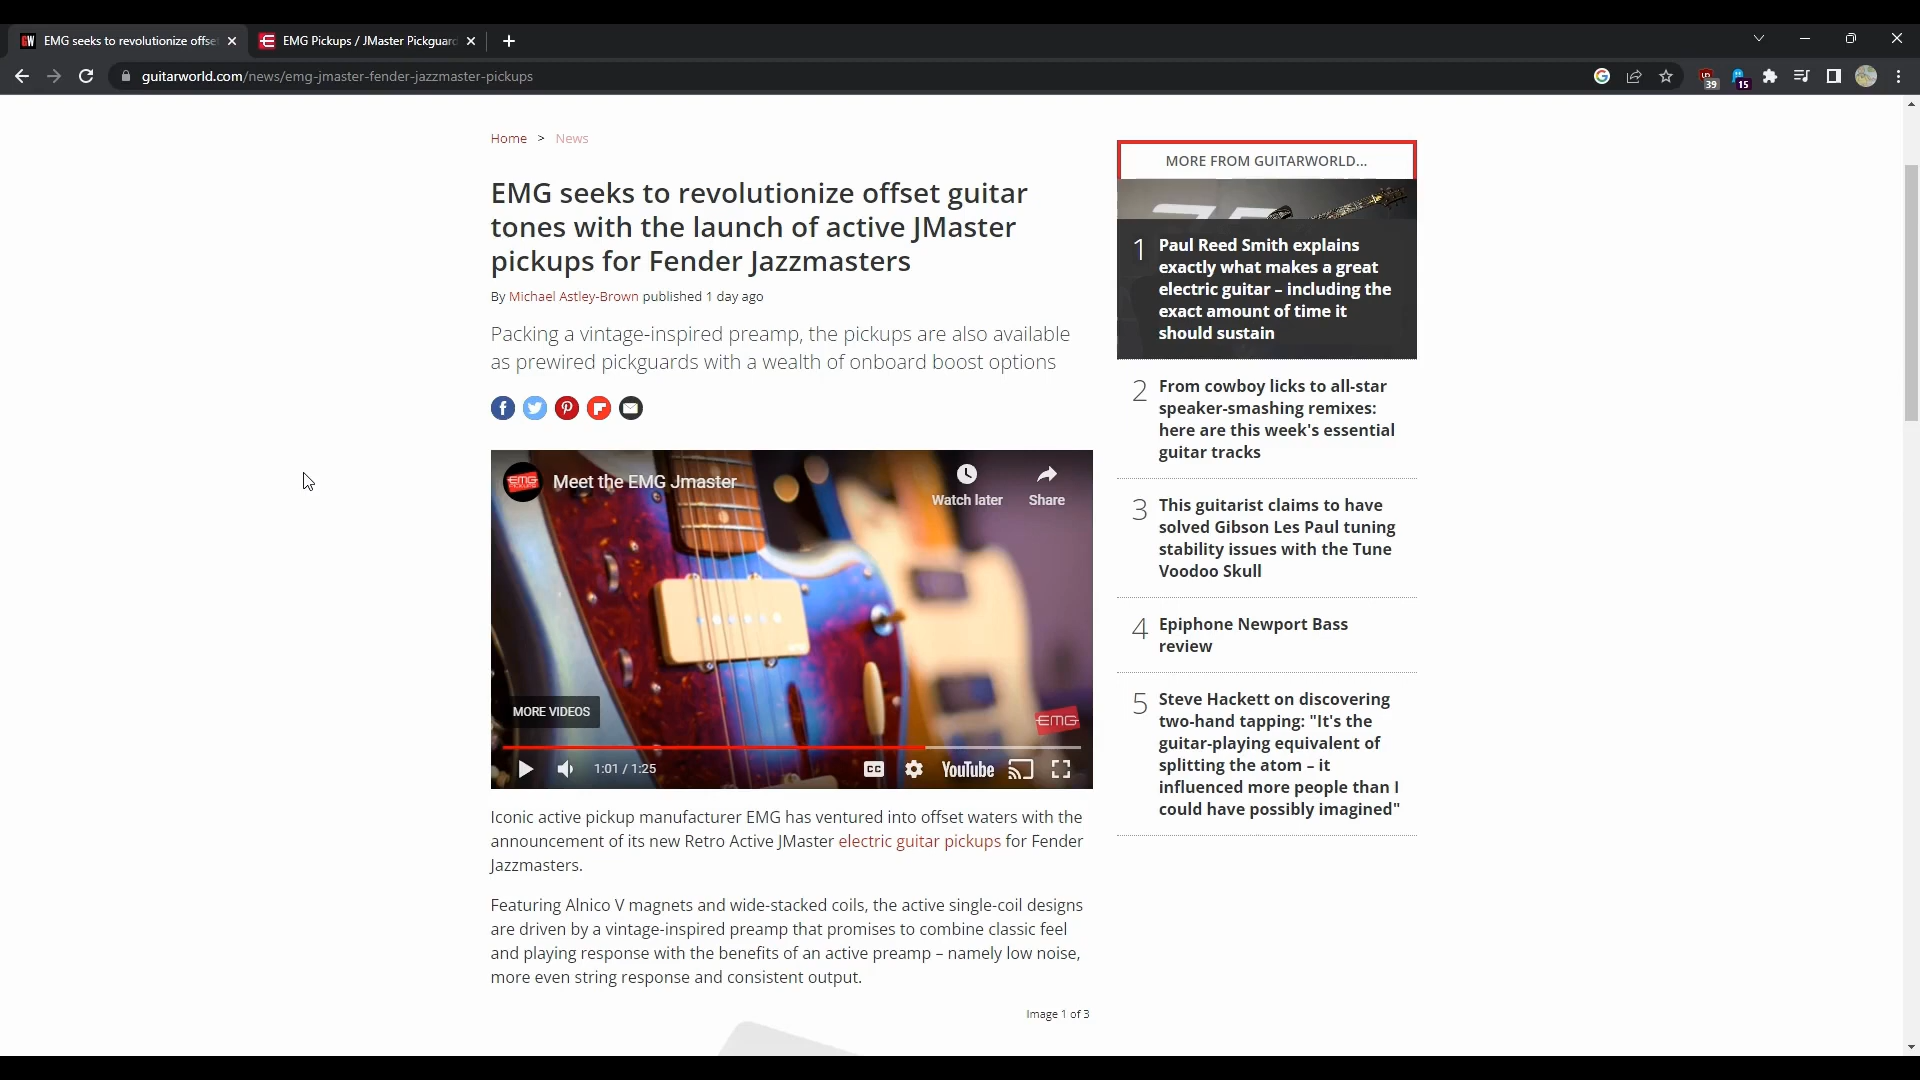 EMG seeks to revolutionize offse
EMG Pickups / JMaster Pickguard
guitarworld.com/news/emg-jmaster-fender-jazzmaster-pickups
39
15
Home > News
EMG seeks to revolutionize offset guitar
tones with the launch of active JMaster
pickups for Fender Jazzmasters
By Michael Astley-Brown published 1 day ago
Packing a vintage-inspired preamp, the pickups are also available
as prewired pickguards with a wealth of onboard boost options
EMG
Meet the EMG Jmaster
Watch later
Share
MORE VIDEOS
EMG
1:01 / 1:25
CC
YouTube
Iconic active pickup manufacturer EMG has ventured into offset waters with the
announcement of its new Retro Active JMaster electric guitar pickups for Fender
Jazzmasters.
Featuring Alnico V magnets and wide-stacked coils, the active single-coil designs
are driven by a vintage-inspired preamp that promises to combine classic feel
and playing response with the benefits of an active preamp – namely low noise,
more even string response and consistent output.
Image 1 of 3
MORE FROM GUITARWORLD...
1 Paul Reed Smith explains
exactly what makes a great
electric guitar – including the
exact amount of time it
should sustain
2 From cowboy licks to all-star
speaker-smashing remixes:
here are this week's essential
guitar tracks
3 This guitarist claims to have
solved Gibson Les Paul tuning
stability issues with the Tune
Voodoo Skull
4 Epiphone Newport Bass
review
5 Steve Hackett on discovering
two-hand tapping: "It's the
guitar-playing equivalent of
splitting the atom – it
influenced more people than I
could have possibly imagined"